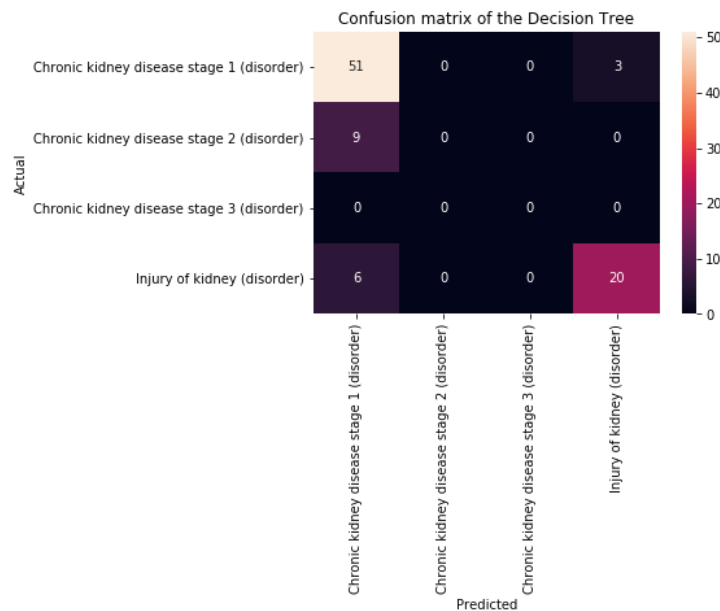 Confusion matrix of the Decision Tree
Actual
Chronic kidney disease stage 1 (disorder)
51 0 0 3
Chronic kidney disease stage 2 (disorder)
9 0 0 0
Chronic kidney disease stage 3 (disorder)
0 0 0 0
Injury of kidney (disorder)
6 0 0 20
Chronic kidney disease stage 1 (disorder)
Chronic kidney disease stage 2 (disorder)
Chronic kidney disease stage 3 (disorder)
Injury of kidney (disorder)
Predicted
50
40
30
20
10
0